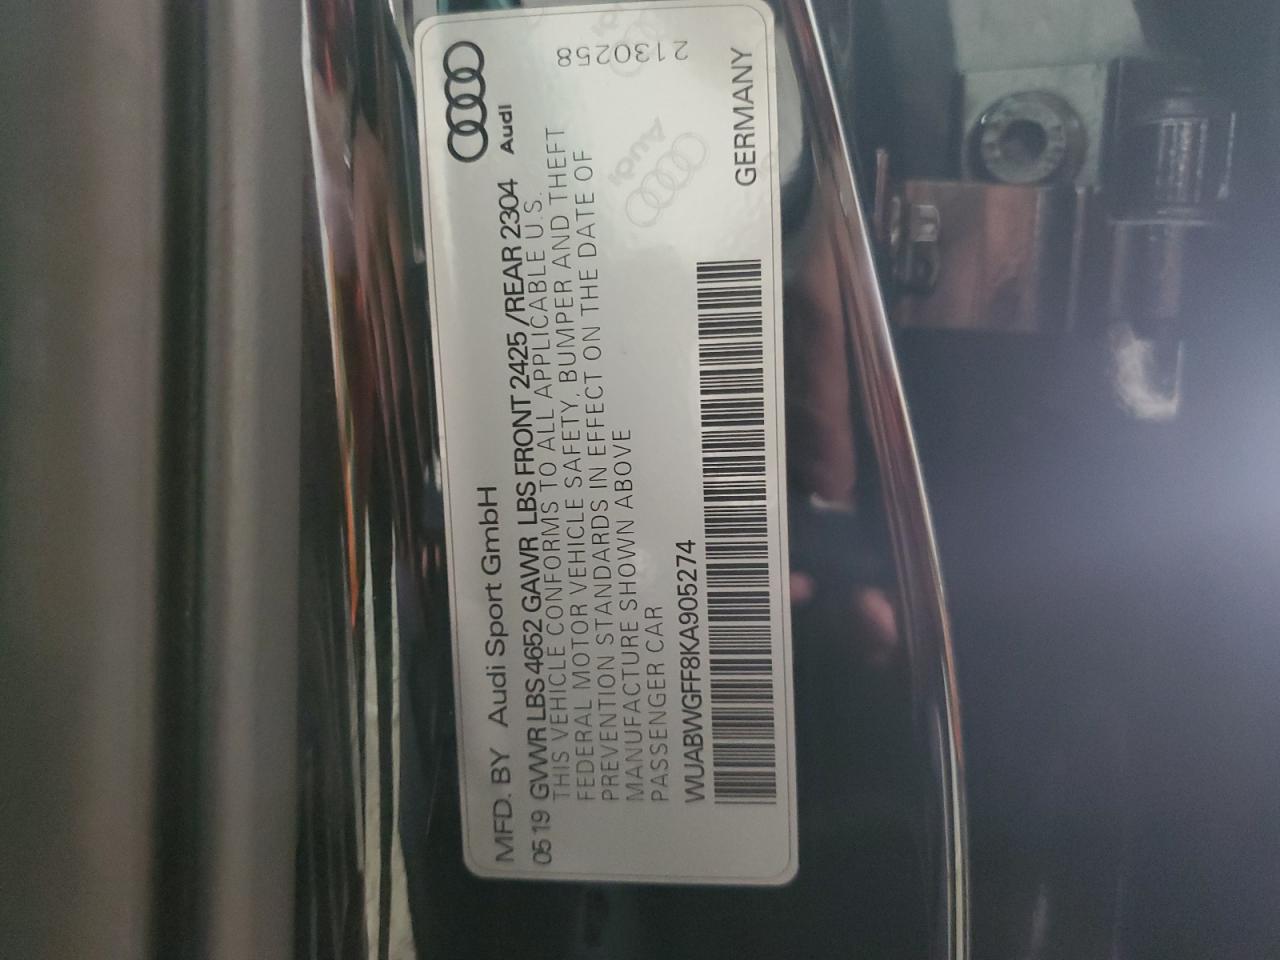 Audi
MFD. BY Audi Sport GmbH
05 19 GVWR LBS 4652 GAWR LBS FRONT 2425 /REAR 2304
THIS VEHICLE CONFORMS TO ALL APPLICABLE U.S.
FEDERAL MOTOR VEHICLE SAFETY, BUMPER AND THEFT
PREVENTION STANDARDS IN EFFECT ON THE DATE OF
MANUFACTURE SHOWN ABOVE
PASSENGER CAR
WUABWGFF8KA905274
GERMANY
2130258
Audi